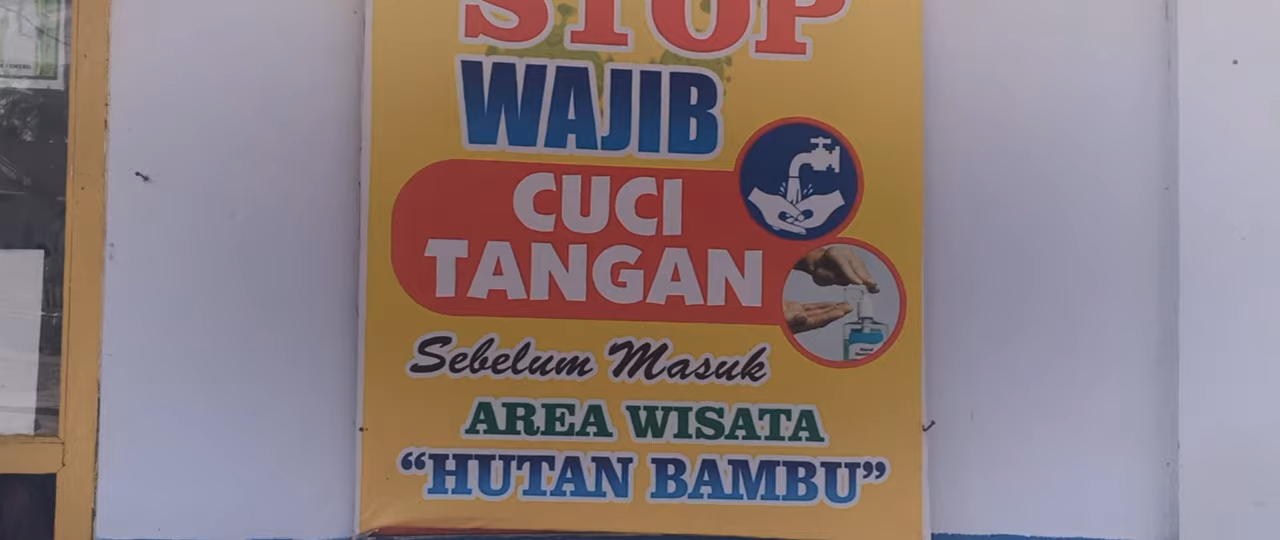 STOP
WAJIB
CUCI
TANGAN
Sebelum Masuk
AREA WISATA
“HUTAN BAMBU”